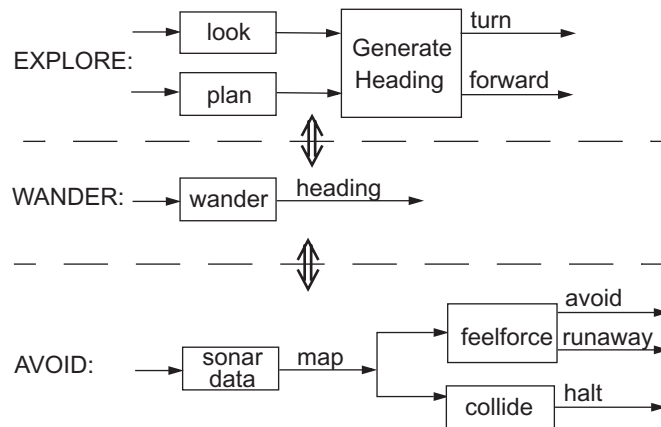 EXPLORE:
look
plan
Generate
Heading
turn
forward
WANDER:
wander
heading
AVOID:
sonar
data
map
feelforce
avoid
runaway
collide
halt